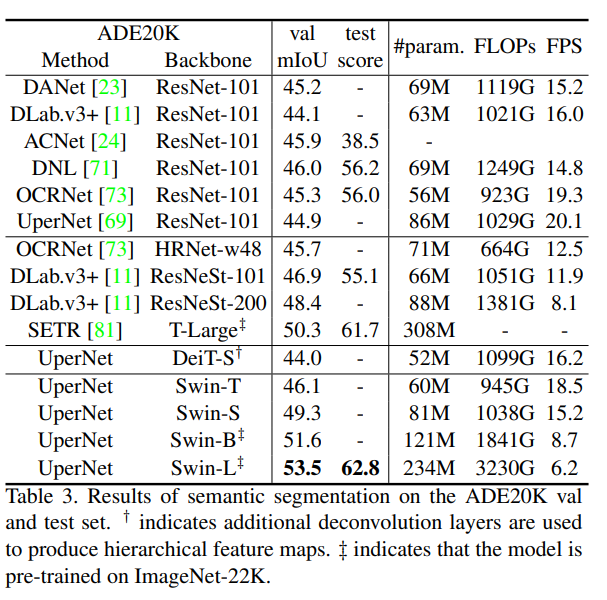 ADE20K val test #param. FLOPs FPS
Method Backbone mIoU score
DANet [23] ResNet-101 45.2 - 69M 1119G 15.2
DLab.v3+ [11] ResNet-101 44.1 - 63M 1021G 16.0
ACNet [24] ResNet-101 45.9 38.5 -
DNL [71] ResNet-101 46.0 56.2 69M 1249G 14.8
OCRNet [73] ResNet-101 45.3 56.0 56M 923G 19.3
UperNet [69] ResNet-101 44.9 - 86M 1029G 20.1
OCRNet [73] HRNet-w48 45.7 - 71M 664G 12.5
DLab.v3+ [11] ResNeSt-101 46.9 55.1 66M 1051G 11.9
DLab.v3+ [11] ResNeSt-200 48.4 - 88M 1381G 8.1
SETR [81] T-Large‡ 50.3 61.7 308M - -
UperNet DeiT-S† 44.0 - 52M 1099G 16.2
UperNet Swin-T 46.1 - 60M 945G 18.5
UperNet Swin-S 49.3 - 81M 1038G 15.2
UperNet Swin-B‡ 51.6 - 121M 1841G 8.7
UperNet Swin-L‡ 53.5 62.8 234M 3230G 6.2
Table 3. Results of semantic segmentation on the ADE20K val
and test set. † indicates additional deconvolution layers are used
to produce hierarchical feature maps. ‡ indicates that the model is
pre-trained on ImageNet-22K.